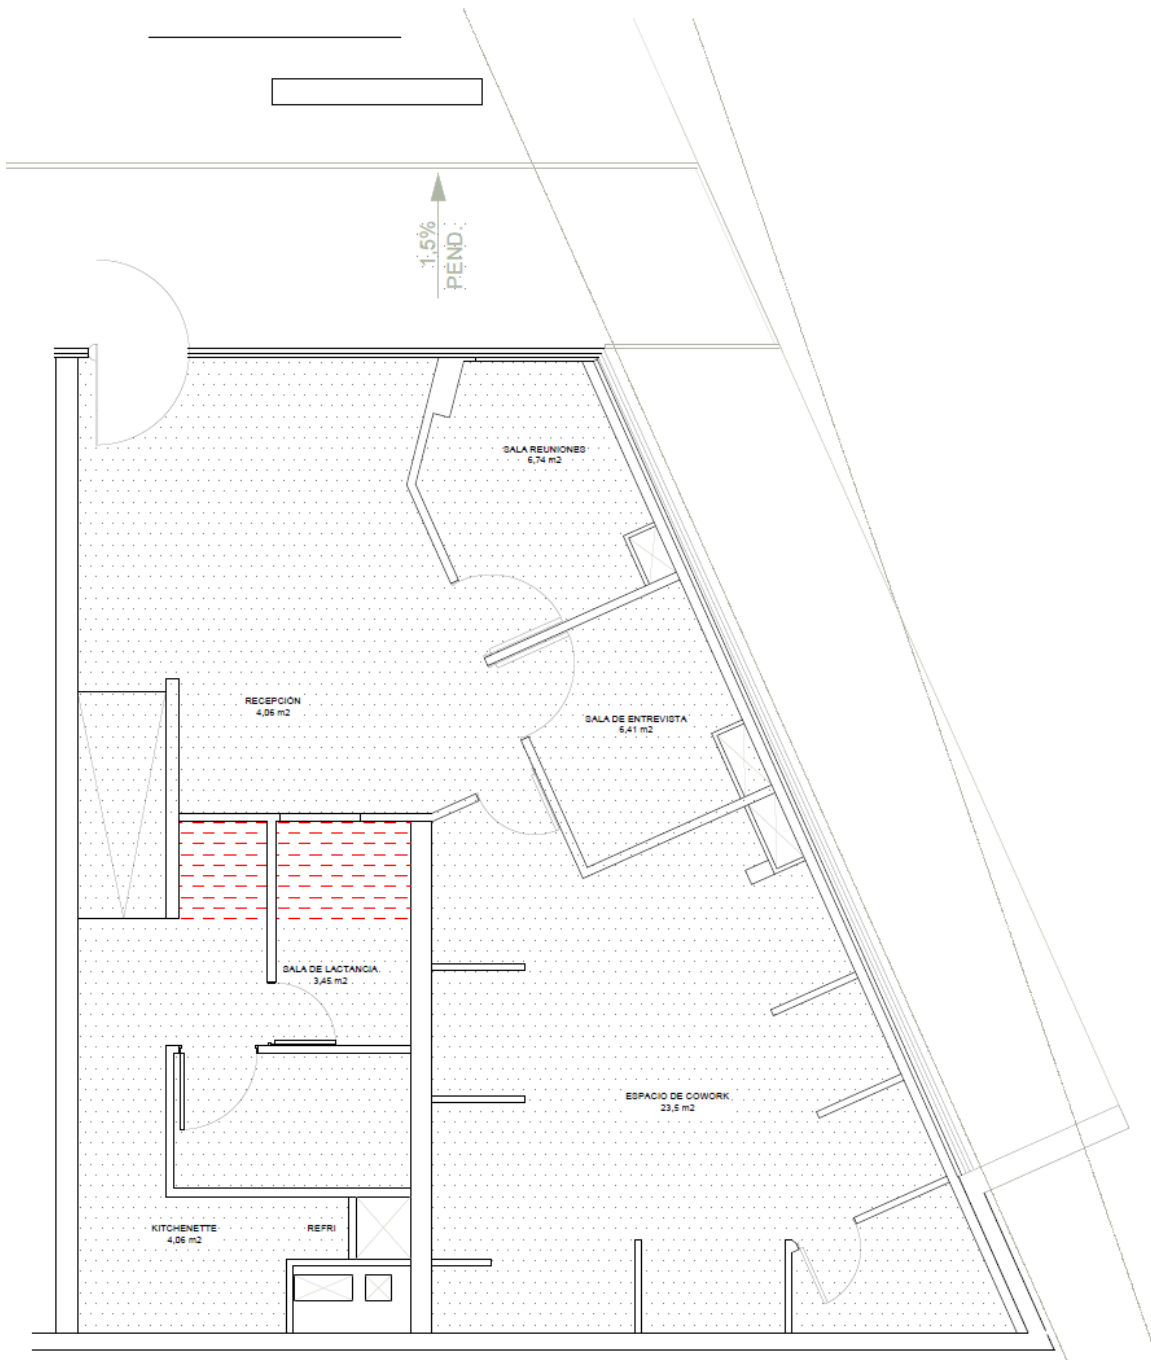 1,5%
PEND.
SALA REUNIONES
6,74 m2
RECEPCIÓN
4,06 m2
SALA DE ENTREVISTA
6,41 m2
SALA DE LACTANCIA
3,45 m2
ESPACIO DE COWORK
23,5 m2
KITCHENETTE
4,06 m2
REFRI